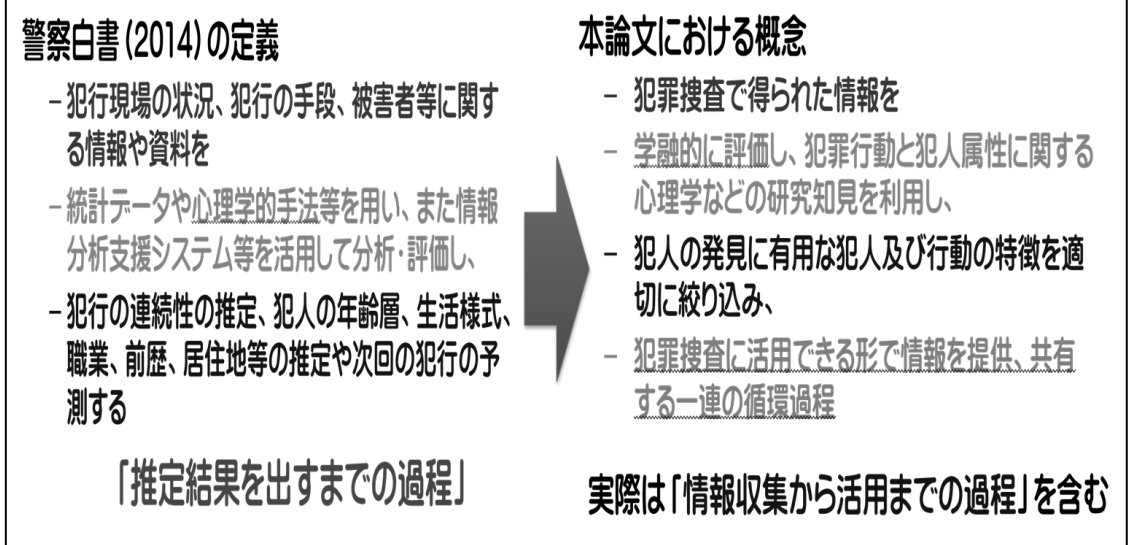 警察白書(2014)の定義
－犯行現場の状況、犯行の手段、被害者等に関す
る情報や資料を
－統計データや心理学的手法等を用い、また情報
分析支援システム等を活用して分析・評価し、
－犯行の連続性の推定、犯人の年齢層、生活様式、
職業、前歴、居住地等の推定や次回の犯行の予
測する
「推定結果を出すまでの過程」
本論文における概念
－ 犯罪捜査で得られた情報を
－ 学融的に評価し、犯罪行動と犯人属性に関する
心理学などの研究知見を利用し、
－ 犯人の発見に有用な犯人及び行動の特徴を適
切に絞り込み、
－ 犯罪捜査に活用できる形で情報を提供、共有
する一連の循環過程
実際は「情報収集から活用までの過程」を含む